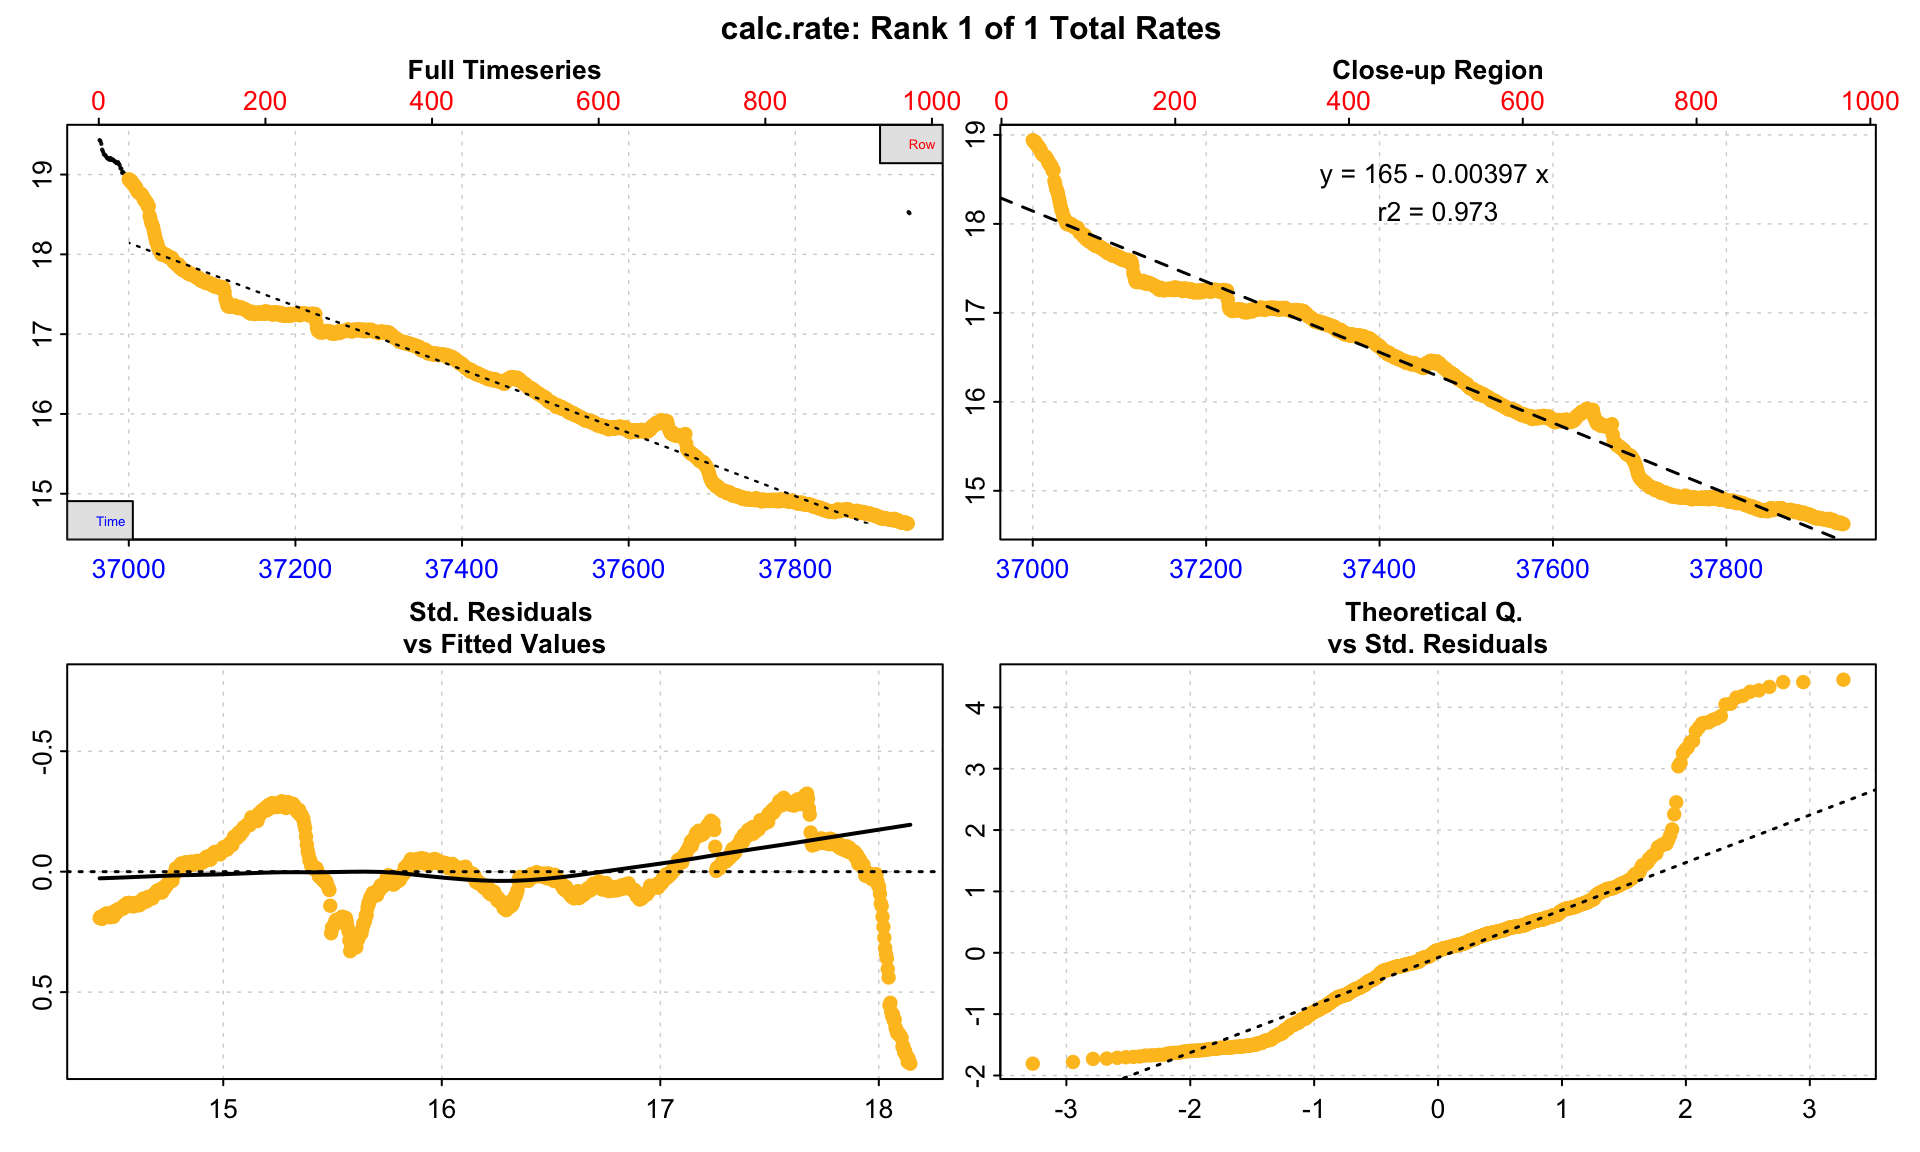 calc.rate: Rank 1 of 1 Total Rates
Full Timeseries
0 200 400 600 800 1000
Row
19
18
17
16
15
Time
37000 37200 37400 37600 37800
Close-up Region
0 200 400 600 800 1000
y = 165 - 0.00397 x
r2 = 0.973
19
18
17
16
15
37000 37200 37400 37600 37800
Std. Residuals
vs Fitted Values
-0.5
0.0
0.5
15 16 17 18
Theoretical Q.
vs Std. Residuals
4
3
2
1
0
-1
-2
-3 -2 -1 0 1 2 3